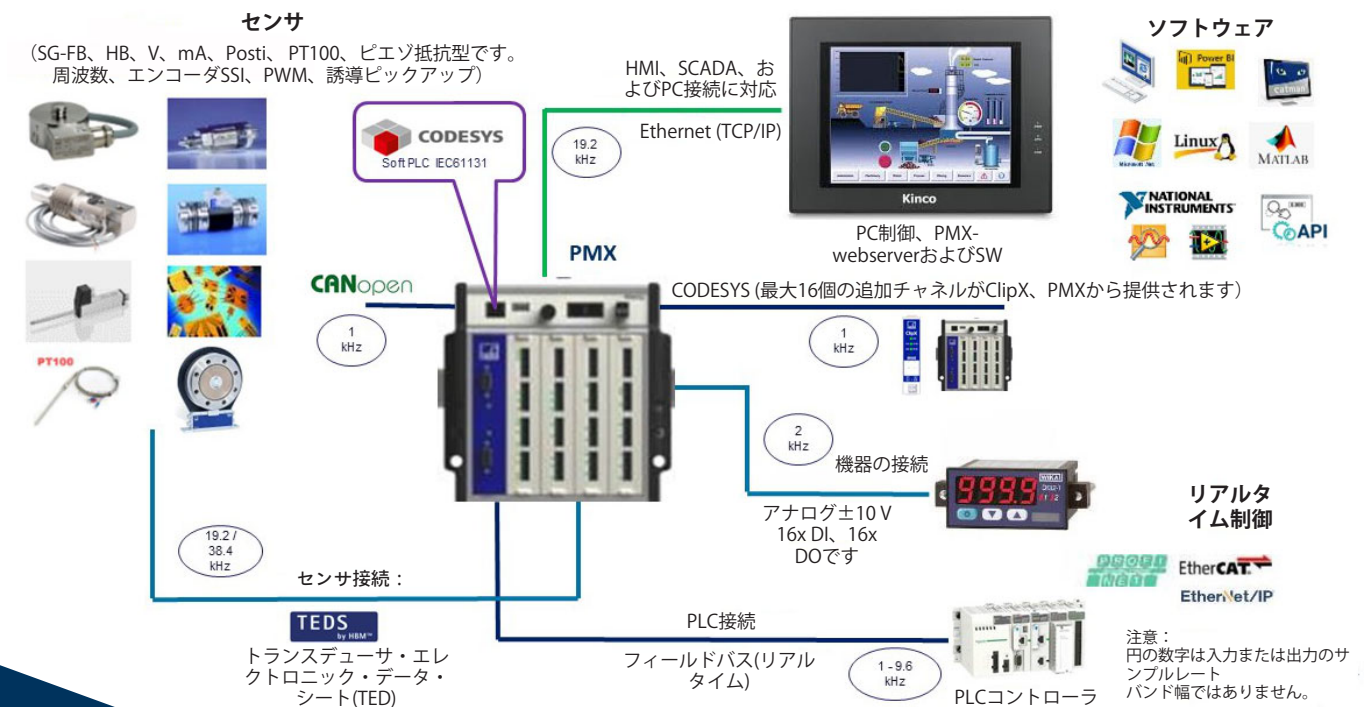 センサ
（SG-FB、HB、V、mA、Posti、 PT100、ピエゾ抵抗型です。
周波数、エンコーダSSI、PWM、誘導ピックアップ）
PT100
CODESYS
Soft PLC IEC61131
HMI、SCADA、お
よびPC接続に対応
Ethernet (TCP/IP)
19.2
kHz
Kinco
PC制御、PMX-
webserverおよびSW
ソフトウェア
Power BI
catman
Microsoft .Net
Linux
MATLAB
NATIONAL
INSTRUMENTS
API
PMX
CANopen
1
kHz
CODESYS (最大16個の追加チャネルがClipX、PMXから提供されます）
1
kHz
ClipX
2
kHz
機器の接続
アナログ±10 V
16x DI、16x
DOです
WIKA
999.9
リアルタ
イム制御
PROFI
NET
EtherCAT
EtherNet/IP
19.2 /
38.4
kHz
センサ接続：
TEDS
by HBM™
トランスデューサ・エレ
クトロニック・データ・
シート(TED)
PLC接続
フィールドバス(リアル
タイム)
1 - 9.6
kHz
PLCコントローラ
注意：
円の数字は入力または出力のサ
ンプルレート
バンド幅ではありません。